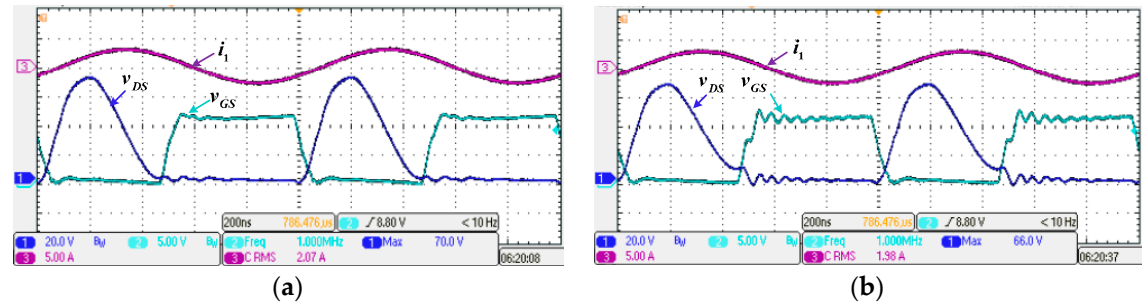 i1
3
vDS
vGS
1
200ns 786.476us 2 8.80 V < 10 Hz
1 20.0 V BW 2 5.00 V BW 2 Freq 1.000MHz 1 Max 70.0 V
3 5.00 A 3 C RMS 2.07 A 06:20:08
(a)
i1
3
vDS
vGS
1
200ns 786.476us 2 8.80 V < 10 Hz
1 20.0 V BW 2 5.00 V BW 2 Freq 1.000MHz 1 Max 66.0 V
3 5.00 A 3 C RMS 1.98 A 06:20:37
(b)